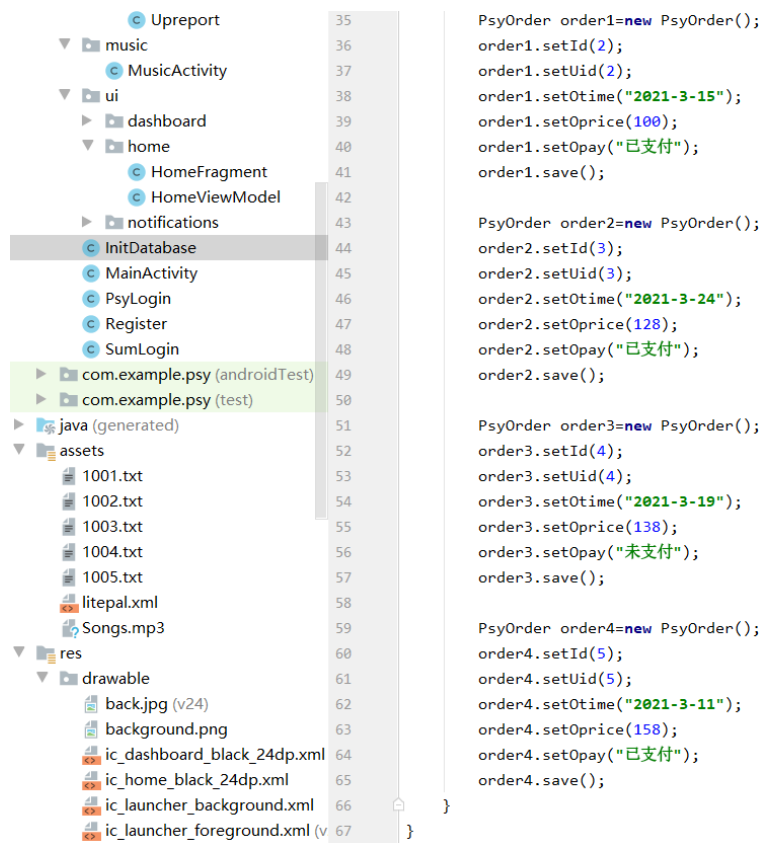 Upreport
music
MusicActivity
ui
dashboard
home
HomeFragment
HomeViewModel
notifications
InitDatabase
MainActivity
PsyLogin
Register
SumLogin
com.example.psy (androidTest)
com.example.psy (test)
java (generated)
assets
1001.txt
1002.txt
1003.txt
1004.txt
1005.txt
litepal.xml
Songs.mp3
res
drawable
back.jpg (v24)
background.png
ic_dashboard_black_24dp.xml
ic_home_black_24dp.xml
ic_launcher_background.xml
ic_launcher_foreground.xml (v
35 PsyOrder order1=new PsyOrder();
36 order1.setId(2);
37 order1.setUid(2);
38 order1.setOtime("2021-3-15");
39 order1.setOprice(100);
40 order1.setOpay("已支付");
41 order1.save();
42
43 PsyOrder order2=new PsyOrder();
44 order2.setId(3);
45 order2.setUid(3);
46 order2.setOtime("2021-3-24");
47 order2.setOprice(128);
48 order2.setOpay("已支付");
49 order2.save();
50
51 PsyOrder order3=new PsyOrder();
52 order3.setId(4);
53 order3.setUid(4);
54 order3.setOtime("2021-3-19");
55 order3.setOprice(138);
56 order3.setOpay("未支付");
57 order3.save();
58
59 PsyOrder order4=new PsyOrder();
60 order4.setId(5);
61 order4.setUid(5);
62 order4.setOtime("2021-3-11");
63 order4.setOprice(158);
64 order4.setOpay("已支付");
65 order4.save();
66 }
67 }